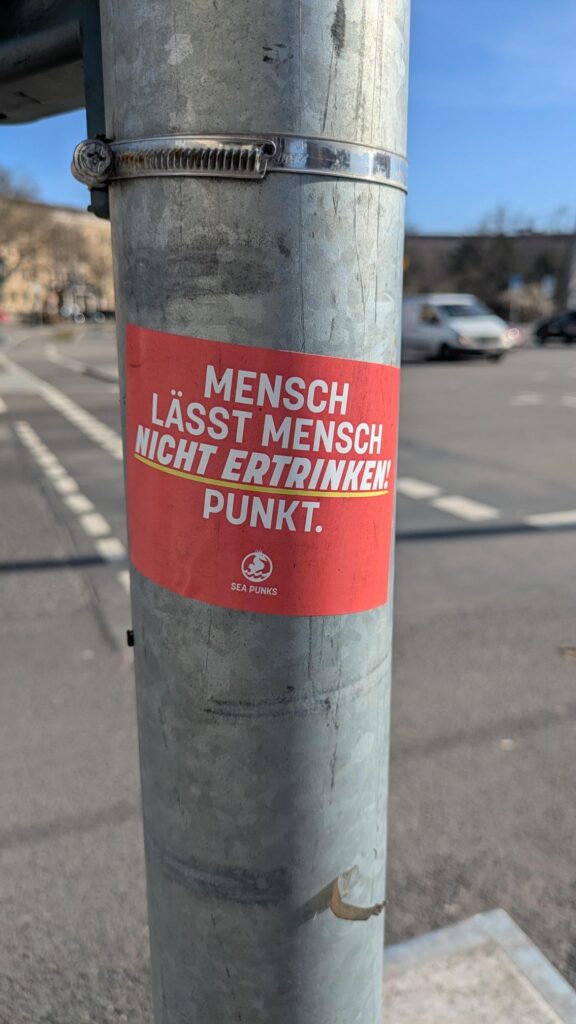 MENSCH
LÄSST MENSCH
NICHT ERTRINKEN!
PUNKT.
SEA PUNKS